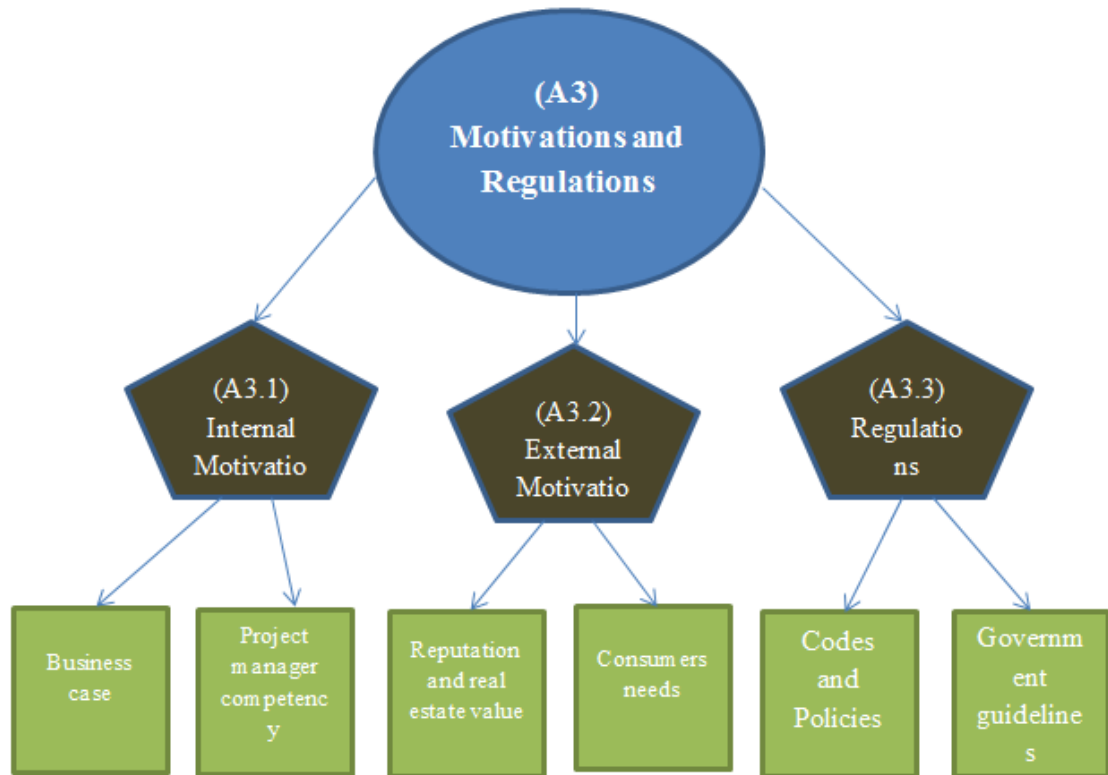 (A3)
Motivations and
Regulations
(A3.1)
Internal
Motivatio
(A3.2)
External
Motivatio
(A3.3)
Regulatio
ns
Business
case
Project
manager
competenc
y
Reputation
and real
estate value
Consumers
needs
Codes
and
Policies
Governm
ent
guideline
s